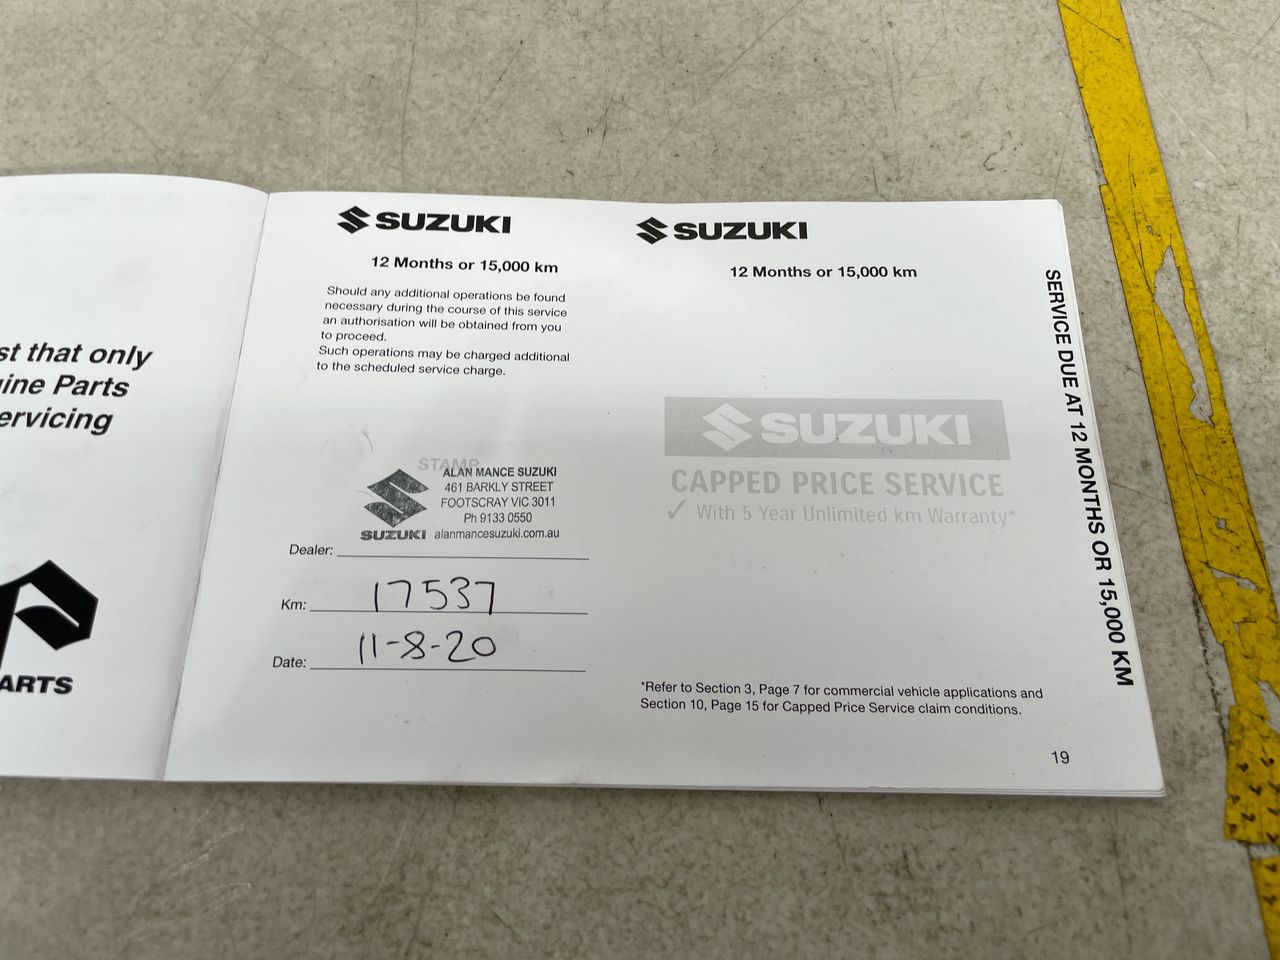 st that only
ine Parts
ervicing
ARTS
SUZUKI
12 Months or 15,000 km
Should any additional operations be found
necessary during the course of this service
an authorisation will be obtained from you
to proceed.
Such operations may be charged additional
to the scheduled service charge.
STAMP
ALAN MANCE SUZUKI
461 BARKLY STREET
FOOTSCRAY VIC 3011
Ph 9133 0550
SUZUKI alanmancesuzuki.com.au
Dealer:
Km: 17537
Date: 11-8-20
SUZUKI
12 Months or 15,000 km
SUZUKI
CAPPED PRICE SERVICE
✓ With 5 Year Unlimited km Warranty*
*Refer to Section 3, Page 7 for commercial vehicle applications and
Section 10, Page 15 for Capped Price Service claim conditions.
19
SERVICE DUE AT 12 MONTHS OR 15,000 KM